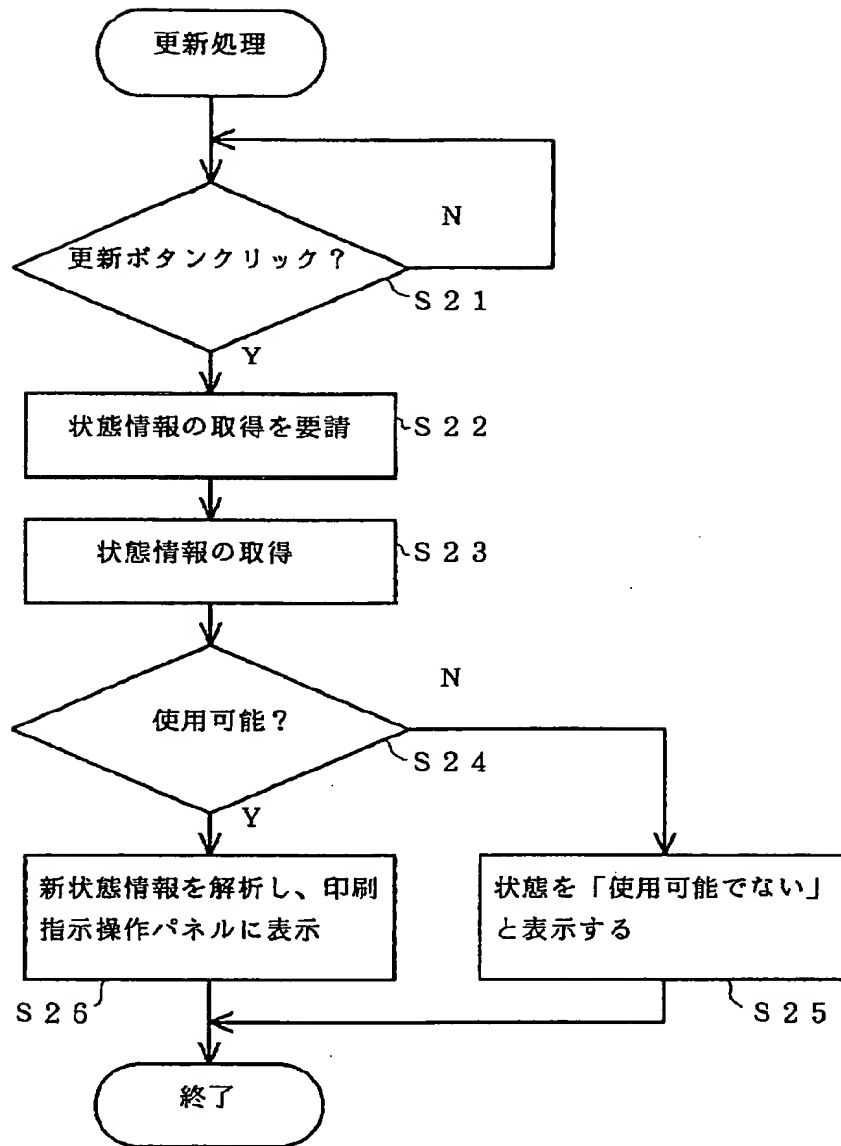 更新処理
N
更新ボタンクリック？
S21
Y
状態情報の取得を要請
S22
状態情報の取得
S23
N
使用可能？
S24
Y
新状態情報を解析し、印刷
指示操作パネルに表示
S26
状態を「使用可能でない」
と表示する
S25
終了